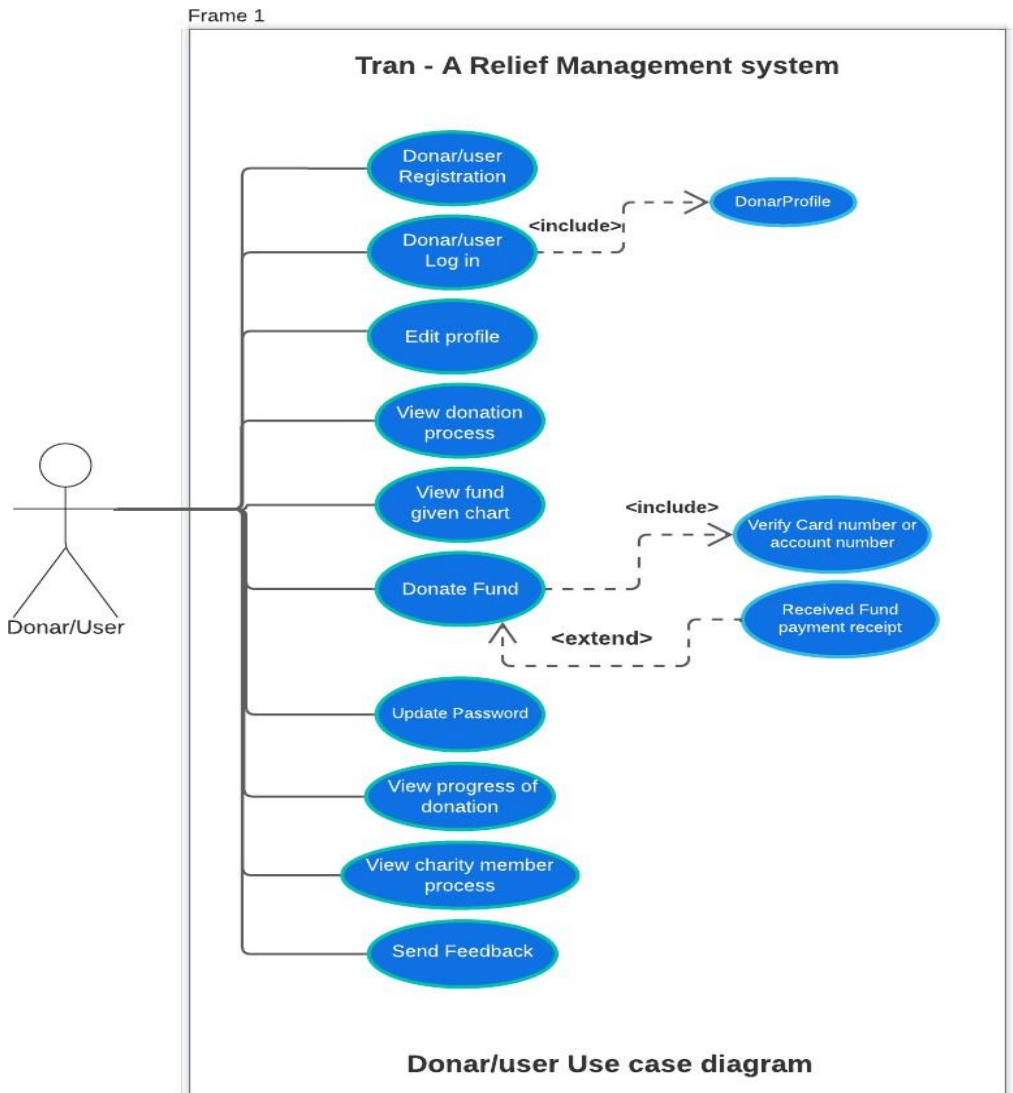 Frame 1
Tran - A Relief Management system
Donar/user
Registration
DonarProfile
<include>
Donar/user
Log in
Edit profile
View donation
process
View fund
given chart
<include>
Verify Card number or
account number
Donate Fund
Received Fund
payment receipt
<extend>
Donar/User
Update Password
View progress of
donation
View charity member
process
Send Feedback
Donar/user Use case diagram